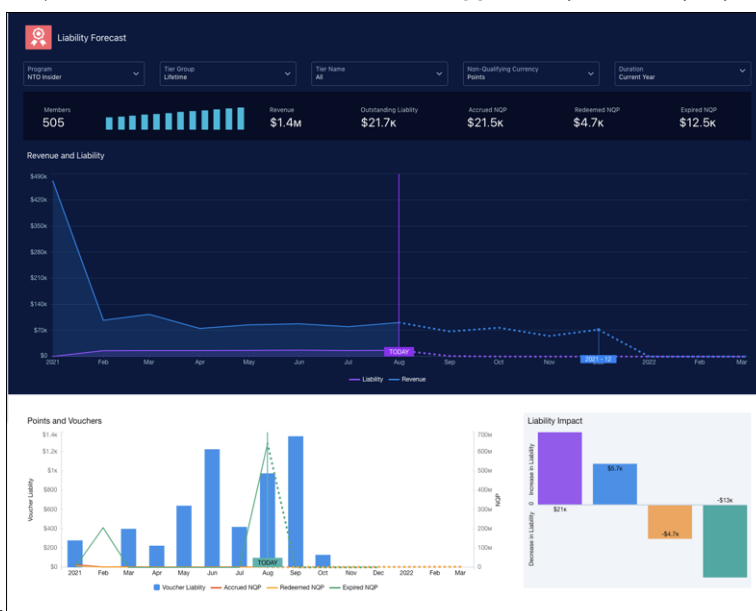 Liability Forecast
Program
NTO Insider
Tier Group
Lifetime
Tier Name
All
Non-Qualifying Currency
Points
Duration
Current Year
Members
505
Revenue
$1.4M
Outstanding Liablity
$21.7K
Accrued NQP
$21.5K
Redeemed NQP
$4.7K
Expired NQP
$12.5K
Revenue and Liability
$490k
$420k
$350k
$280k
$210k
$140k
$70k
$0
TODAY
2021 - 12
2021 Feb Mar Apr May Jun Jul Aug Sep Oct Nov 2022 Feb Mar
Liability Revenue
Points and Vouchers
$1.4k
$1.2k
$1k
$800
$600
$400
$200
$0
Voucher Liablity
700M
600M
500M
400M
300M
200M
100M
0
NQP
TODAY
2021 Feb Mar Apr May Jun Jul Aug Sep Oct Nov Dec 2022 Feb Mar
Voucher Liablity Accrued NQP Redeemed NQP Expired NQP
Liability Impact
Decrease in Liability 0 Increase in Liability
$21k
$5.7k
-$4.7k
-$13k